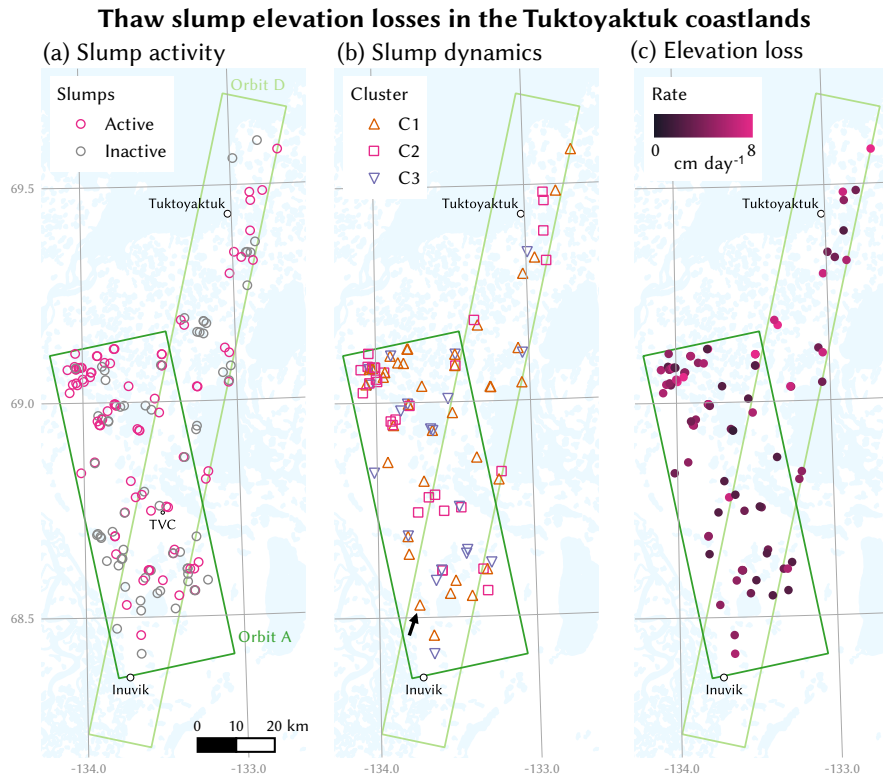 Thaw slump elevation losses in the Tuktoyaktuk coastlands
(a) Slump activity
(b) Slump dynamics
(c) Elevation loss
Orbit D
Slumps
Active
Inactive
Cluster
C1
C2
C3
Rate
0 8
cm day⁻¹
69.5
Tuktoyaktuk
Tuktoyaktuk
Tuktoyaktuk
69.0
TVC
68.5
Orbit A
Inuvik
Inuvik
Inuvik
0 10 20 km
-134.0 -133.0 -134.0 -133.0 -134.0 -133.0